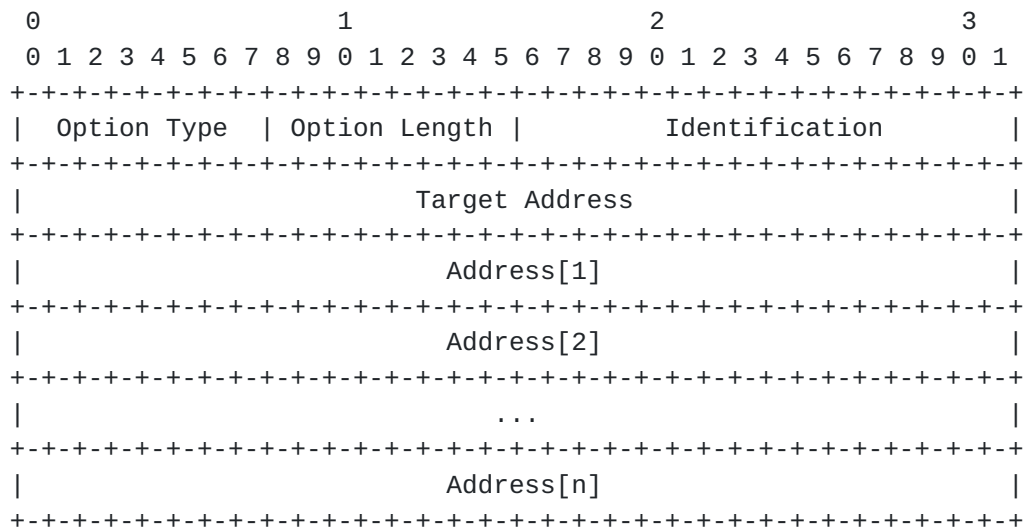 0                   1                   2                   3
 0 1 2 3 4 5 6 7 8 9 0 1 2 3 4 5 6 7 8 9 0 1 2 3 4 5 6 7 8 9 0 1
+-+-+-+-+-+-+-+-+-+-+-+-+-+-+-+-+-+-+-+-+-+-+-+-+-+-+-+-+-+-+-+-+
|  Option Type  | Option Length |         Identification        |
+-+-+-+-+-+-+-+-+-+-+-+-+-+-+-+-+-+-+-+-+-+-+-+-+-+-+-+-+-+-+-+-+
|                         Target Address                        |
+-+-+-+-+-+-+-+-+-+-+-+-+-+-+-+-+-+-+-+-+-+-+-+-+-+-+-+-+-+-+-+-+
|                           Address[1]                          |
+-+-+-+-+-+-+-+-+-+-+-+-+-+-+-+-+-+-+-+-+-+-+-+-+-+-+-+-+-+-+-+-+
|                           Address[2]                          |
+-+-+-+-+-+-+-+-+-+-+-+-+-+-+-+-+-+-+-+-+-+-+-+-+-+-+-+-+-+-+-+-+
|                              ...                              |
+-+-+-+-+-+-+-+-+-+-+-+-+-+-+-+-+-+-+-+-+-+-+-+-+-+-+-+-+-+-+-+-+
|                           Address[n]                          |
+-+-+-+-+-+-+-+-+-+-+-+-+-+-+-+-+-+-+-+-+-+-+-+-+-+-+-+-+-+-+-+-+